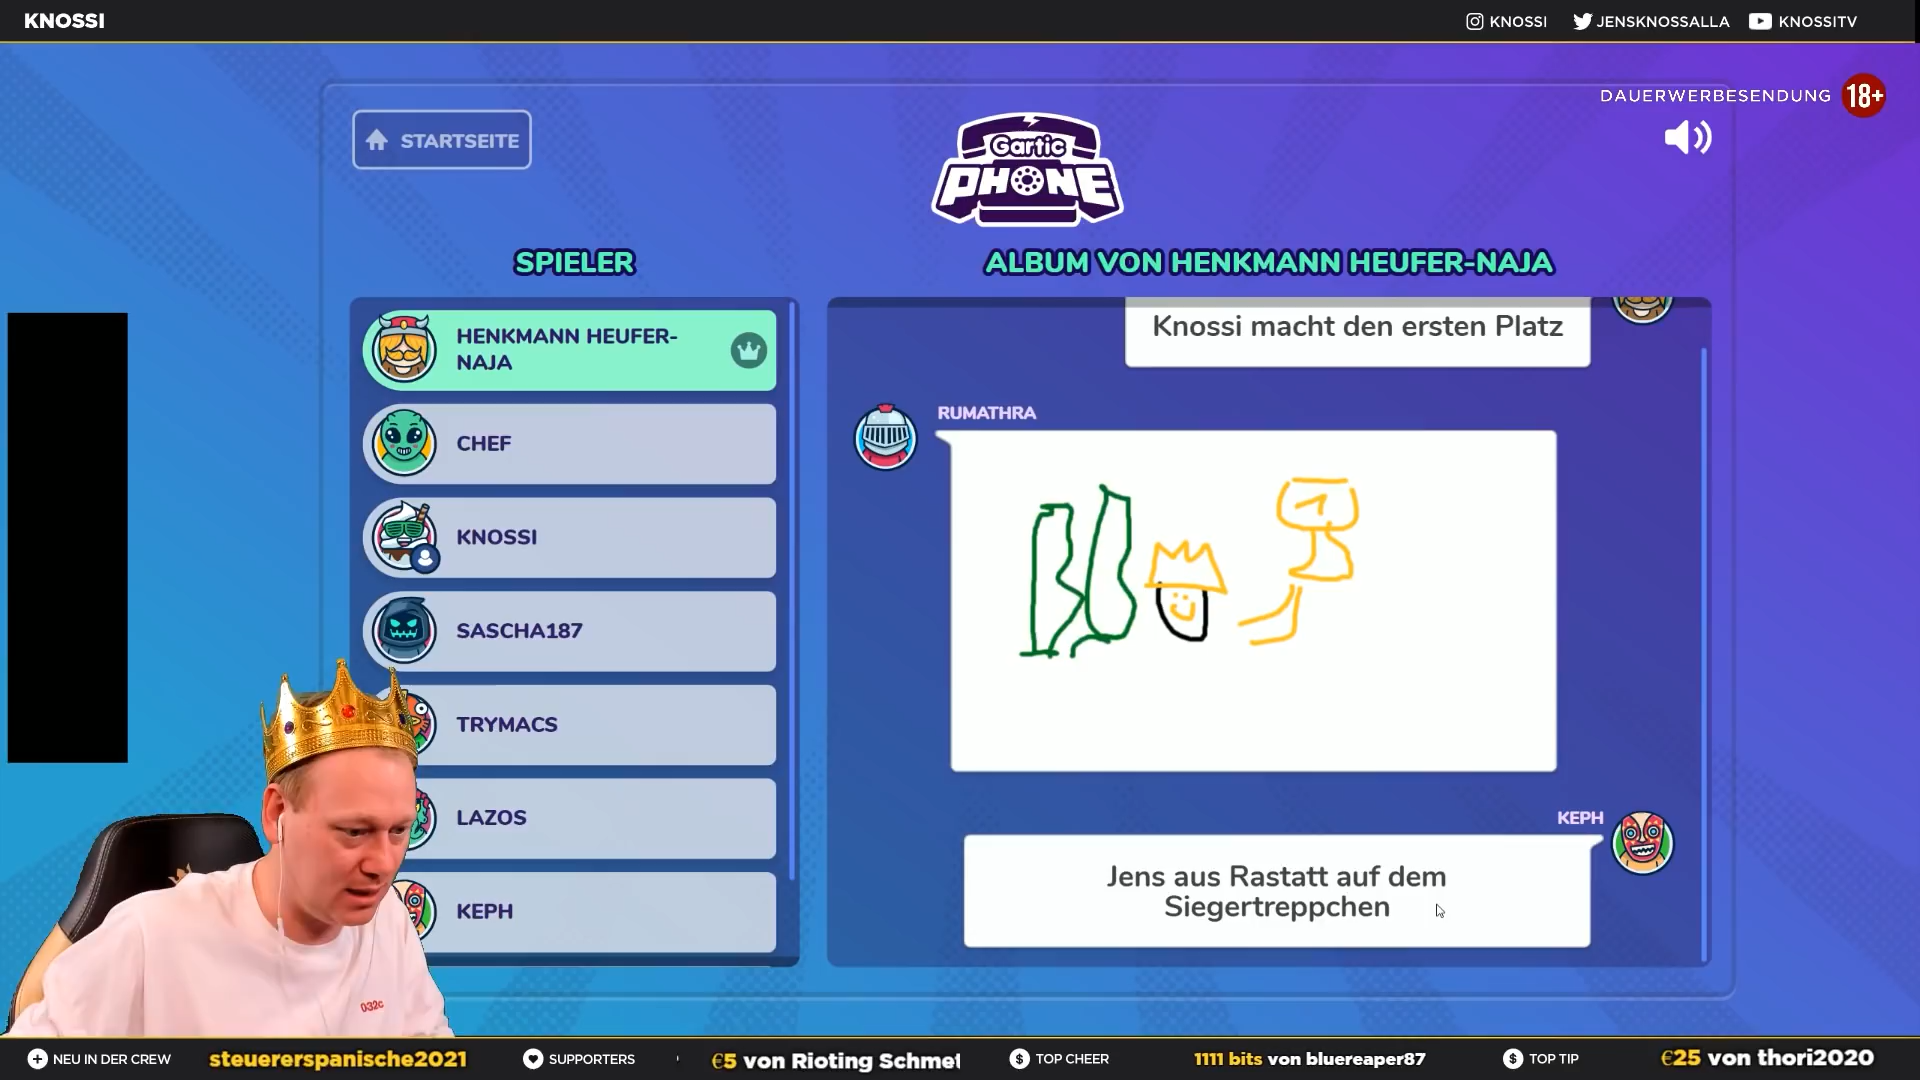 KNOSSI
KNOSSI
JENSKNOSSALLA
KNOSSITV
DAUERWERBESENDUNG 18+
STARTSEITE
Gartic
PHONE
SPIELER
ALBUM VON HENKMANN HEUFER-NAJA
HENKMANN HEUFER-
NAJA
CHEF
KNOSSI
SASCHA187
TRYMACS
LAZOS
KEPH
Knossi macht den ersten Platz
RUMATHRA
1
KEPH
Jens aus Rastatt auf dem
Siegertreppchen
032c
NEU IN DER CREW
steuererspanische2021
SUPPORTERS
€5 von Rioting Schmet
TOP CHEER
1111 bits von bluereaper87
TOP TIP
€25 von thori2020